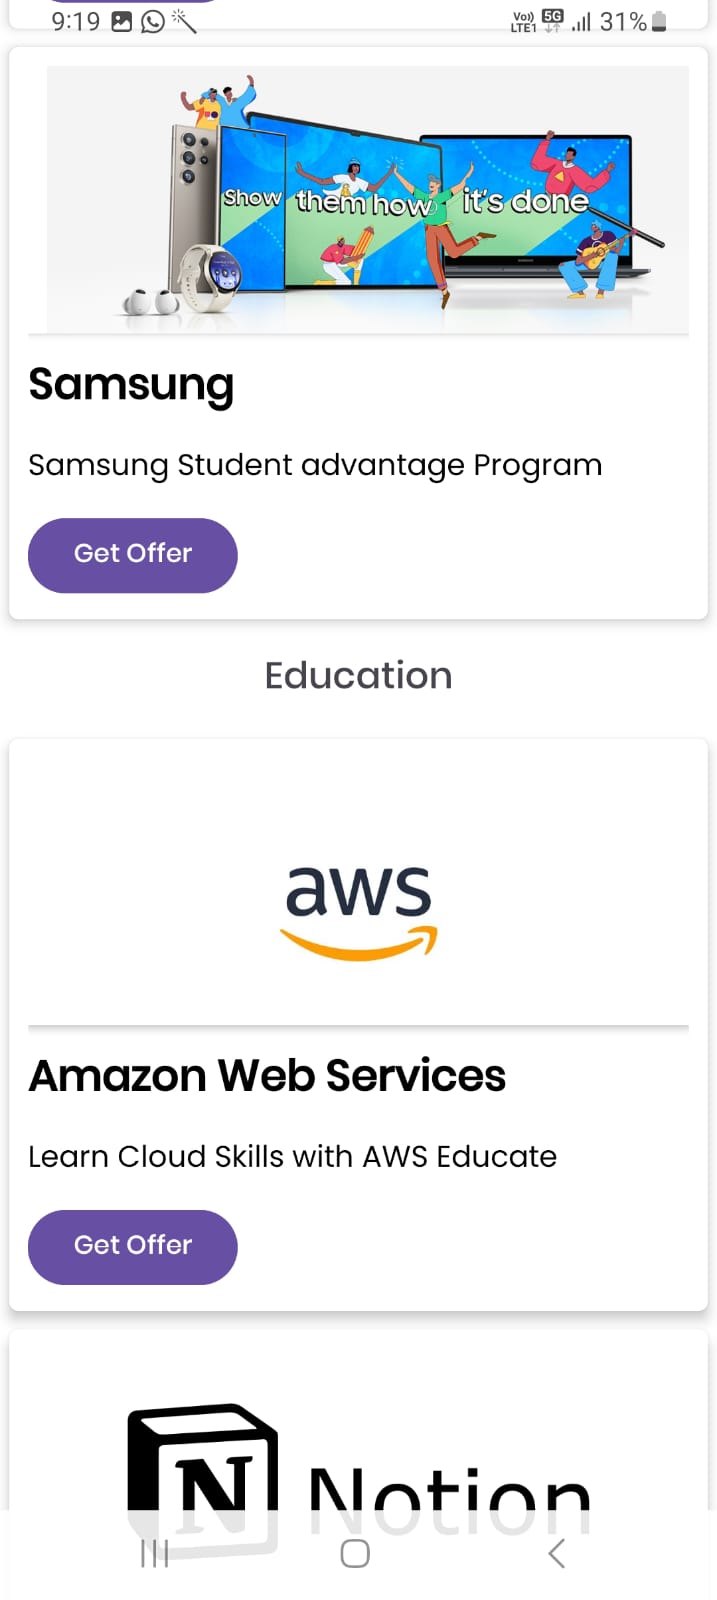 9:19
Vo)) 5G
LTE1 31%
Show them how it's done
Samsung
Samsung Student advantage Program
Get Offer
Education
aws
Amazon Web Services
Learn Cloud Skills with AWS Educate
Get Offer
N Notion